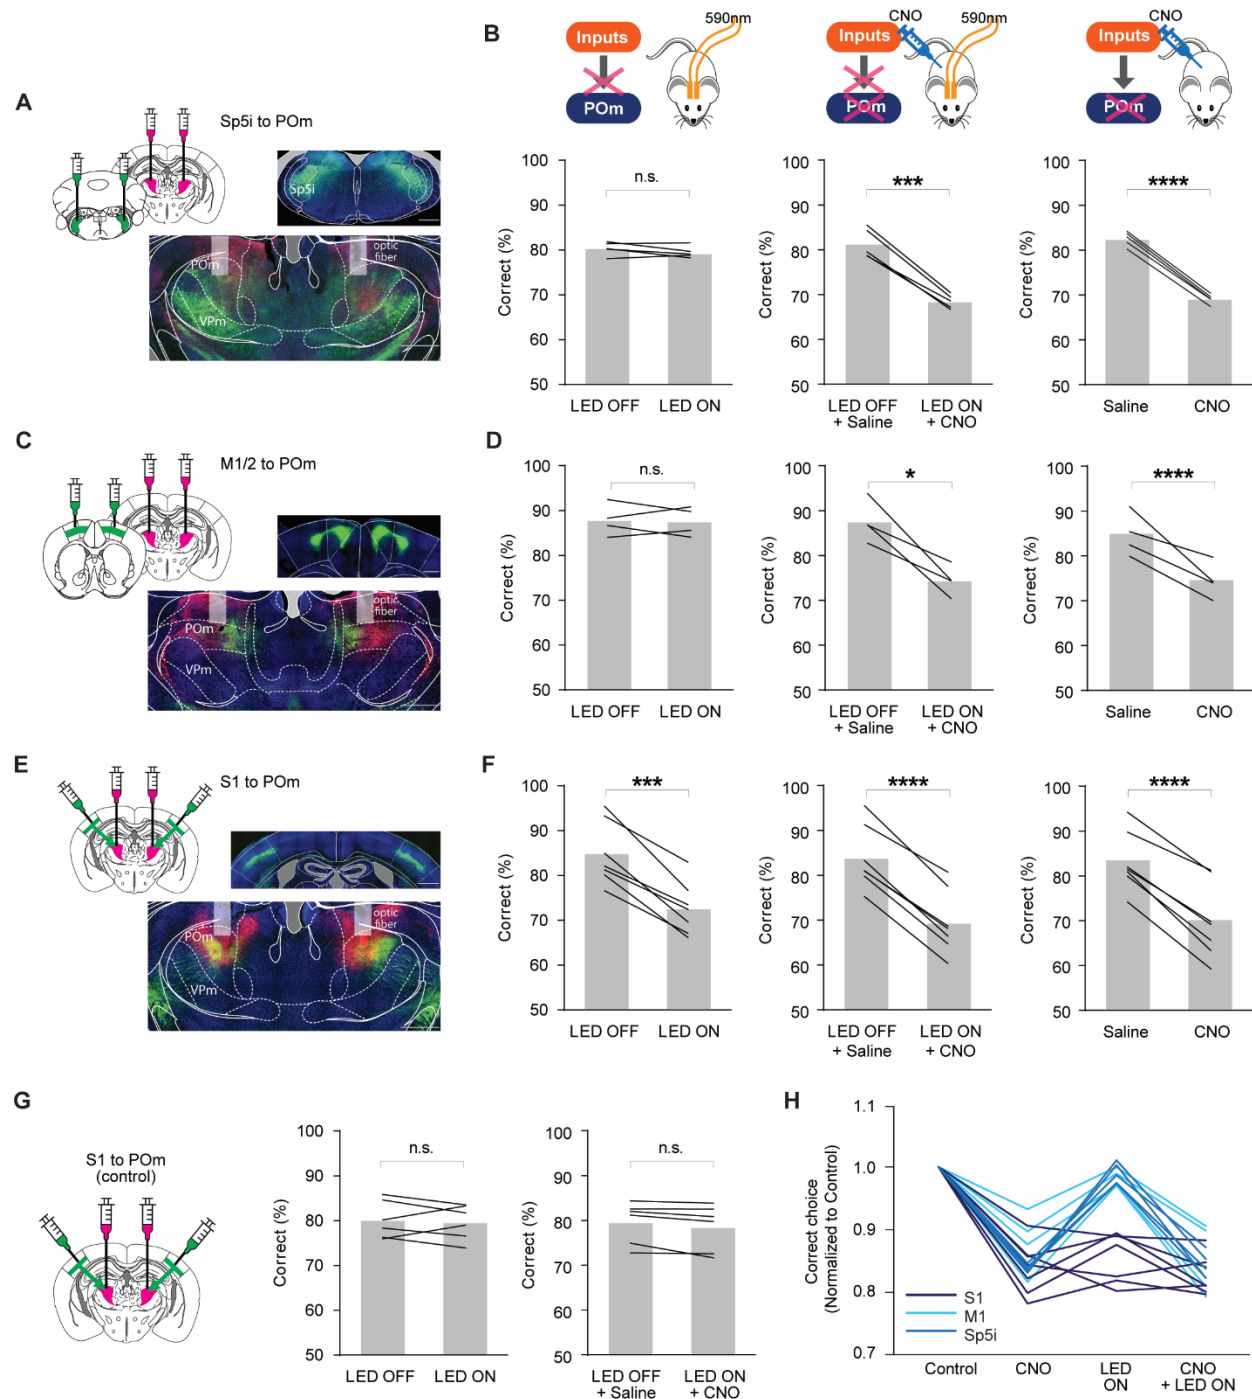 A
Sp5i to POm
Sp5i
POm
optic
fiber
VPm
B
Inputs
POm
590nm
CNO
Inputs
POm
590nm
CNO
Inputs
POm
100
90
80
70
60
50
Correct (%)
n.s.
LED OFF
LED ON
100
90
80
70
60
50
Correct (%)
***
LED OFF
+ Saline
LED ON
+ CNO
100
90
80
70
60
50
Correct (%)
****
Saline
CNO
C
M1/2 to POm
optic
fiber
POm
VPm
D
100
90
80
70
60
50
Correct (%)
n.s.
LED OFF
LED ON
100
90
80
70
60
50
Correct (%)
*
LED OFF
+ Saline
LED ON
+ CNO
100
90
80
70
60
50
Correct (%)
****
Saline
CNO
E
S1 to POm
optic
fiber
POm
VPm
F
100
90
80
70
60
50
Correct (%)
***
LED OFF
LED ON
100
90
80
70
60
50
Correct (%)
****
LED OFF
+ Saline
LED ON
+ CNO
100
90
80
70
60
50
Correct (%)
****
Saline
CNO
G
S1 to POm
(control)
100
90
80
70
60
50
Correct (%)
n.s.
LED OFF
LED ON
100
90
80
70
60
50
Correct (%)
n.s.
LED OFF
+ Saline
LED ON
+ CNO
H
1.1
1.0
0.9
0.8
0.7
Correct choice
(Normalized to Control)
S1
M1
Sp5i
Control
CNO
LED
ON
CNO
+ LED ON